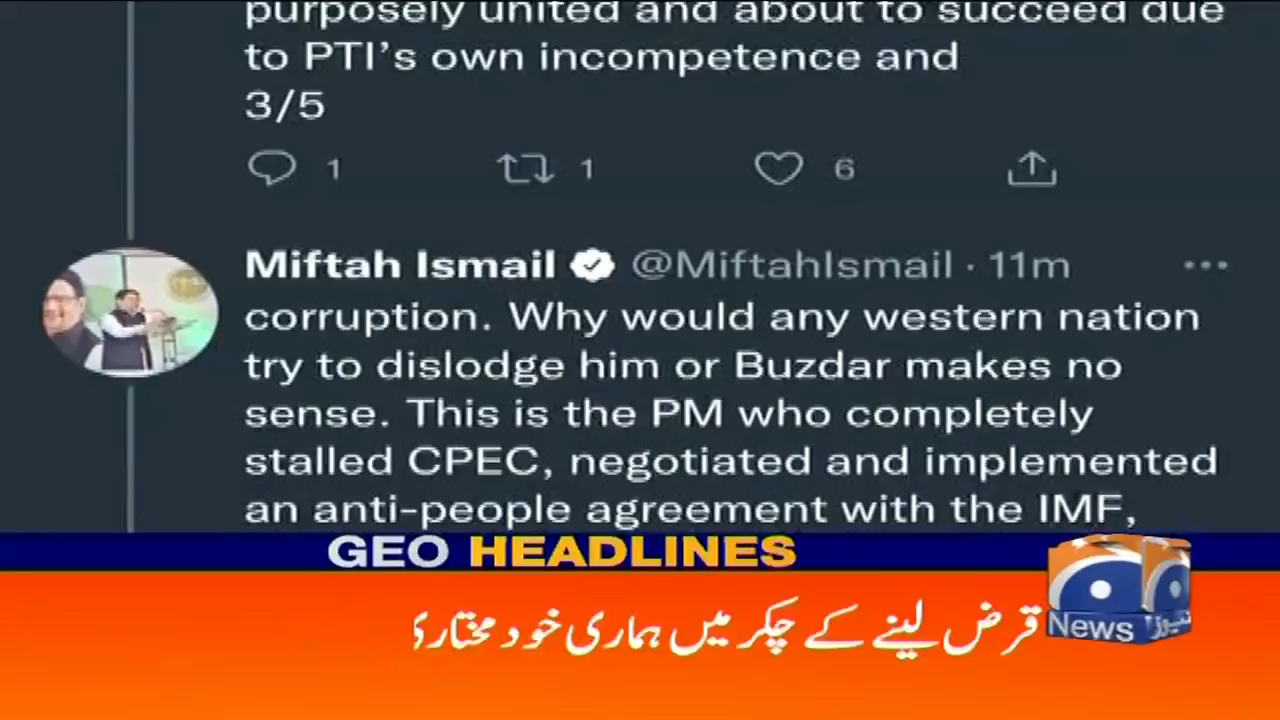 purposely united and about to succeed due
to PTI’s own incompetence and
3/5
1 1 6
Miftah Ismail @MiftahIsmail · 11m
corruption. Why would any western nation
try to dislodge him or Buzdar makes no
sense. This is the PM who completely
stalled CPEC, negotiated and implemented
an anti-people agreement with the IMF,
GEO HEADLINES
قرض لینے کے چکر میں ہماری خود مختاری
News نیوز